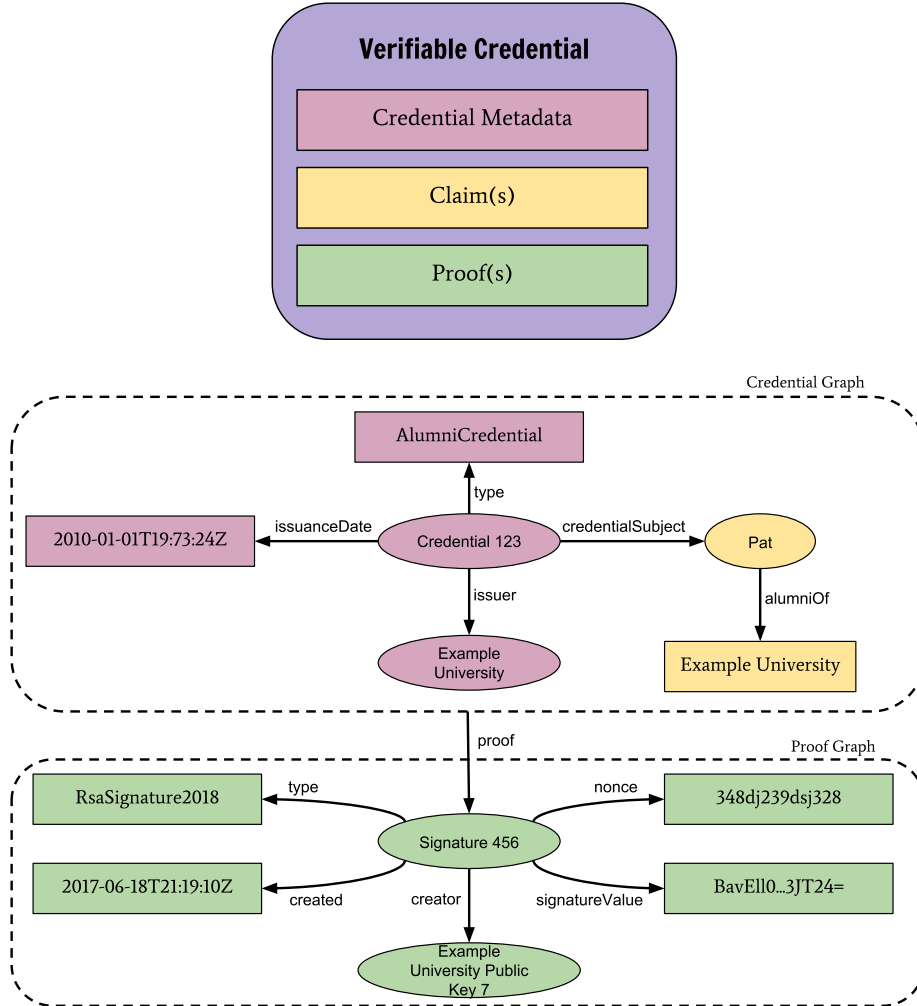 Verifiable Credential
Credential Metadata
Claim(s)
Proof(s)
Credential Graph
AlumniCredential
type
issuanceDate
credentialSubject
2010-01-01T19:73:24Z
Credential 123
Pat
issuer
alumniOf
Example
University
Example University
proof
Proof Graph
type
nonce
RsaSignature2018
348dj239dsj328
Signature 456
2017-06-18T21:19:10Z
BavEll0...3JT24=
created
creator
signatureValue
Example
University Public
Key 7